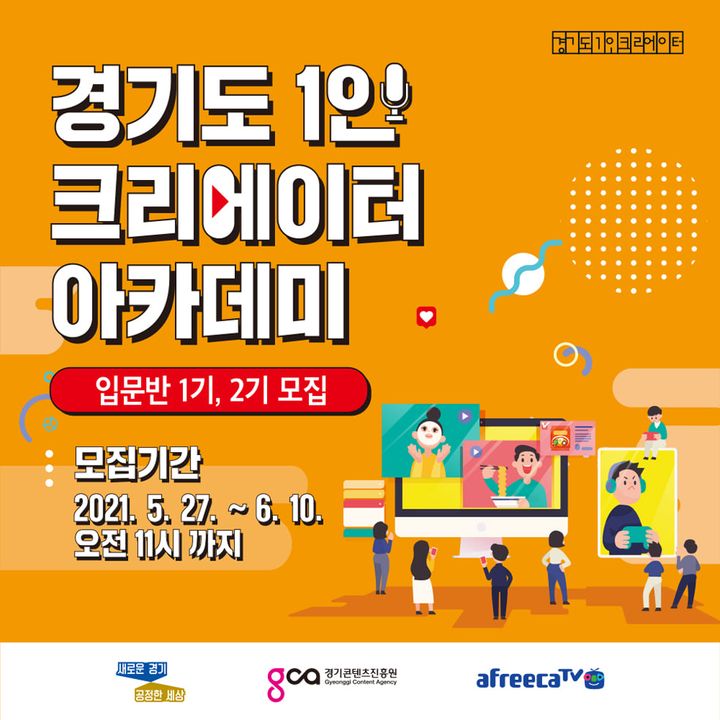 경기도1인크리에이터
경기도 1인
크리에이터
아카데미
입문반 1기, 2기 모집
모집기간
2021. 5. 27. ~ 6. 10.
오전 11시 까지
새로운 경기
공정한 세상
gca 경기콘텐츠진흥원
Gyeonggi Content Agency
afreecaTV